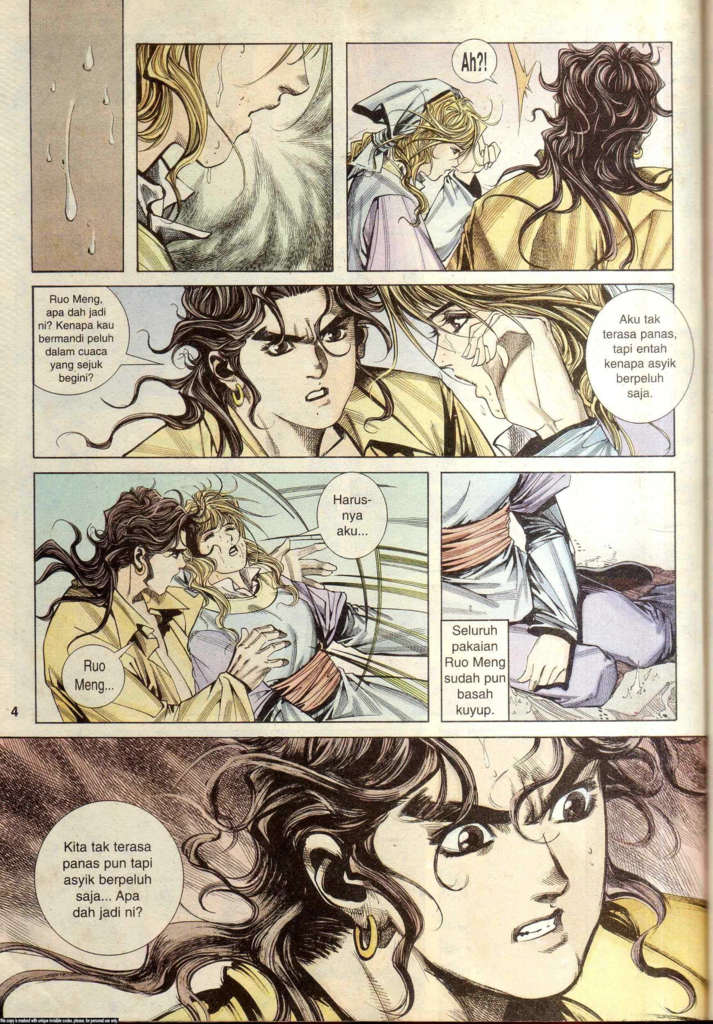 Ah?!
Ruo Meng,
apa dah jadi
ni? Kenapa kau
bermandi peluh
dalam cuaca
yang sejuk
begini?
Aku tak
terasa panas,
tapi entah
kenapa asyik
berpeluh
saja.
Harus-
nya
aku...
Ruo
Meng...
Seluruh
pakaian
Ruo Meng
sudah pun
basah
kuyup.
4
Kita tak terasa
panas pun tapi
asyik berpeluh
saja... Apa
dah jadi ni?